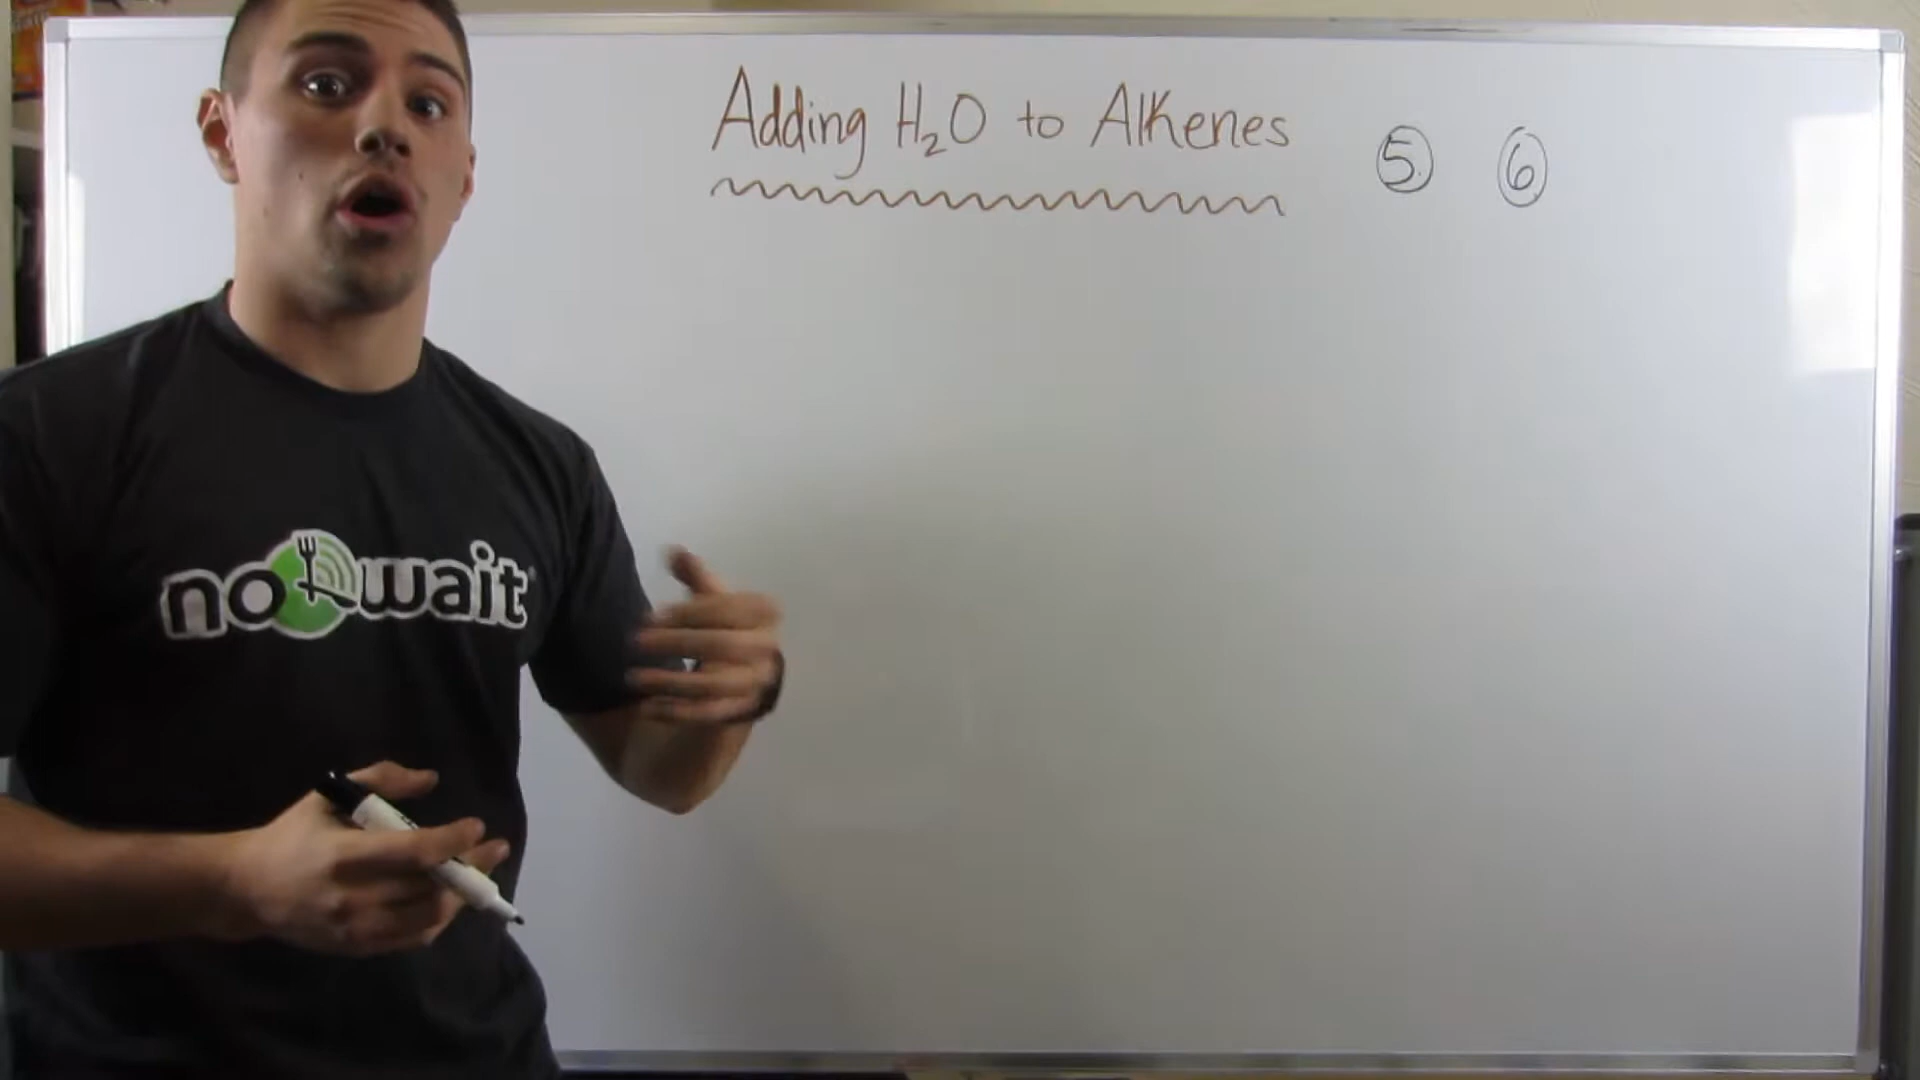 Adding H₂O to Alkenes ⑤ ⑥
nowait